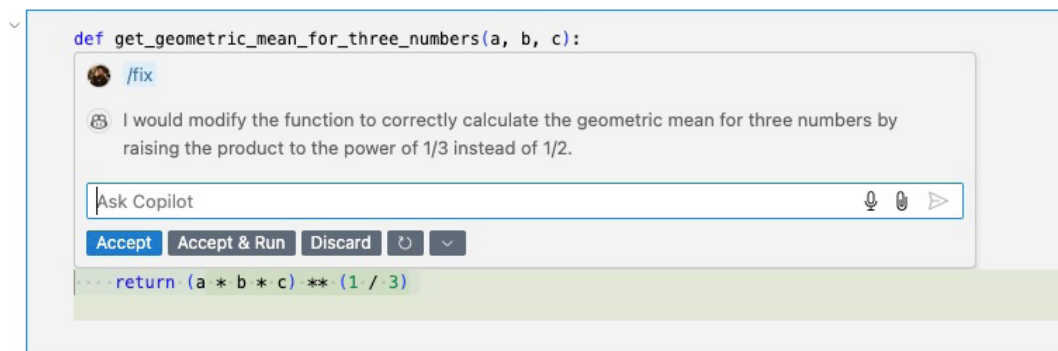 def get_geometric_mean_for_three_numbers(a, b, c):
/fix
I would modify the function to correctly calculate the geometric mean for three numbers by
raising the product to the power of 1/3 instead of 1/2.
Ask Copilot
Accept Accept & Run Discard
return (a * b * c) ** (1 / 3)